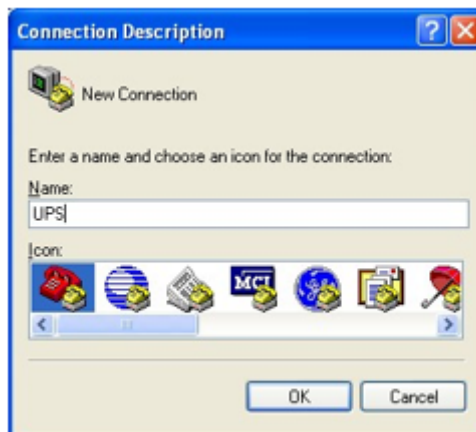 Connection Description
New Connection
Enter a name and choose an icon for the connection:
Name:
UPS
Icon:
MCI
OK Cancel